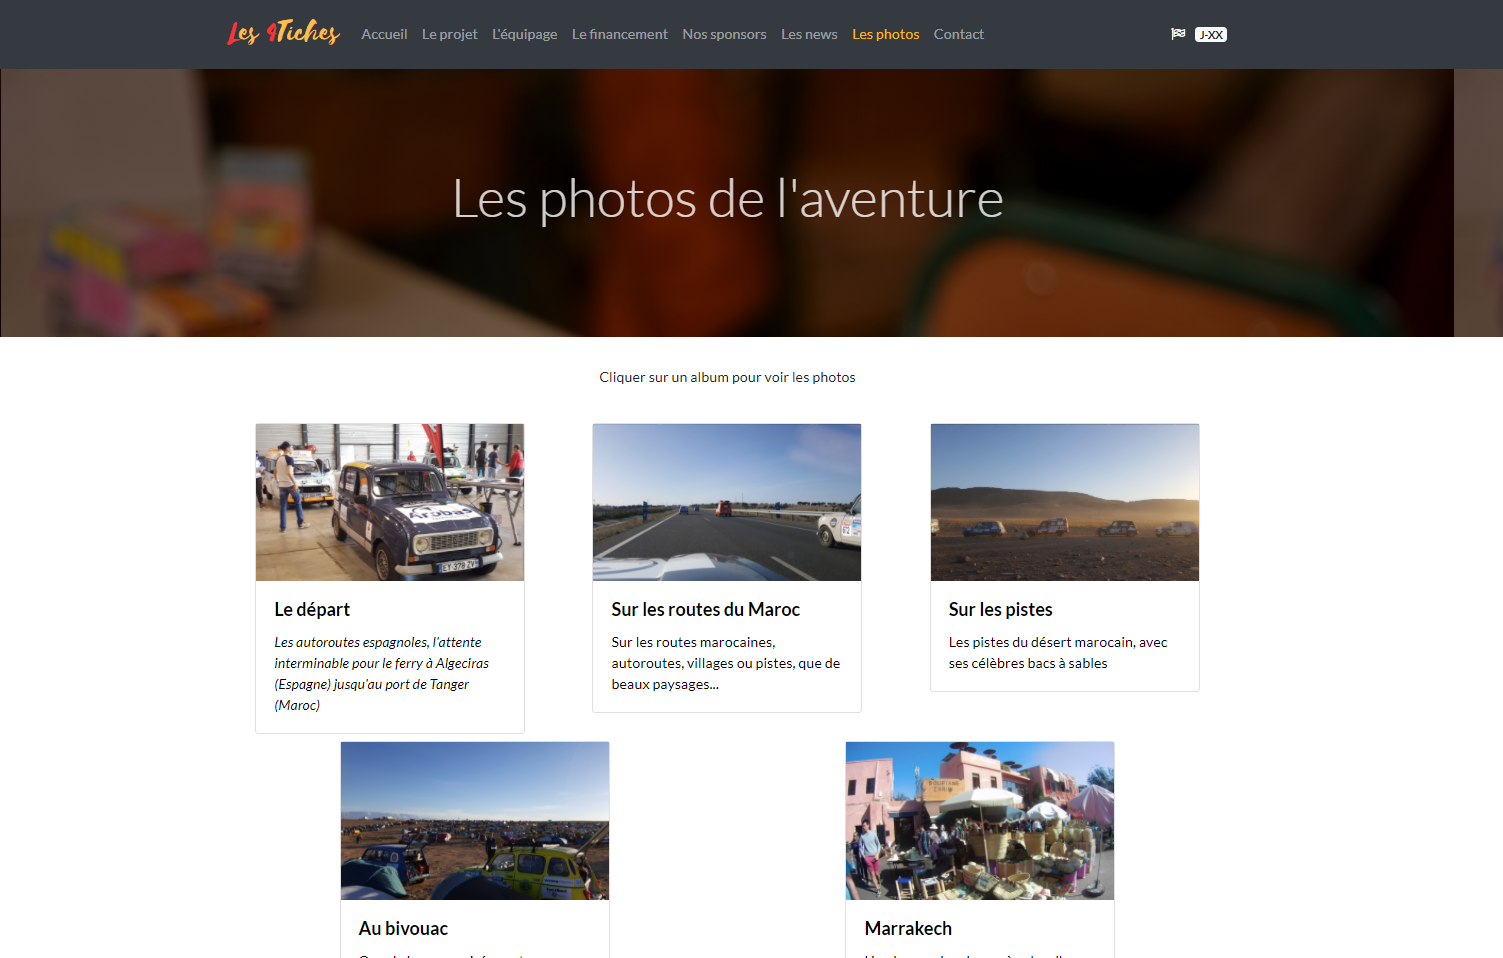 Les 4Tiches
Accueil Le projet L'équipage Le financement Nos sponsors Les news Les photos Contact J-XX
Les photos de l'aventure
Cliquer sur un album pour voir les photos
Le départ
Les autoroutes espagnoles, l'attente
interminable pour le ferry à Algeciras
(Espagne) jusqu'au port de Tanger
(Maroc)
Sur les routes du Maroc
Sur les routes marocaines,
autoroutes, villages ou pistes, que de
beaux paysages...
Sur les pistes
Les pistes du désert marocain, avec
ses célèbres bacs à sables
Au bivouac
Marrakech